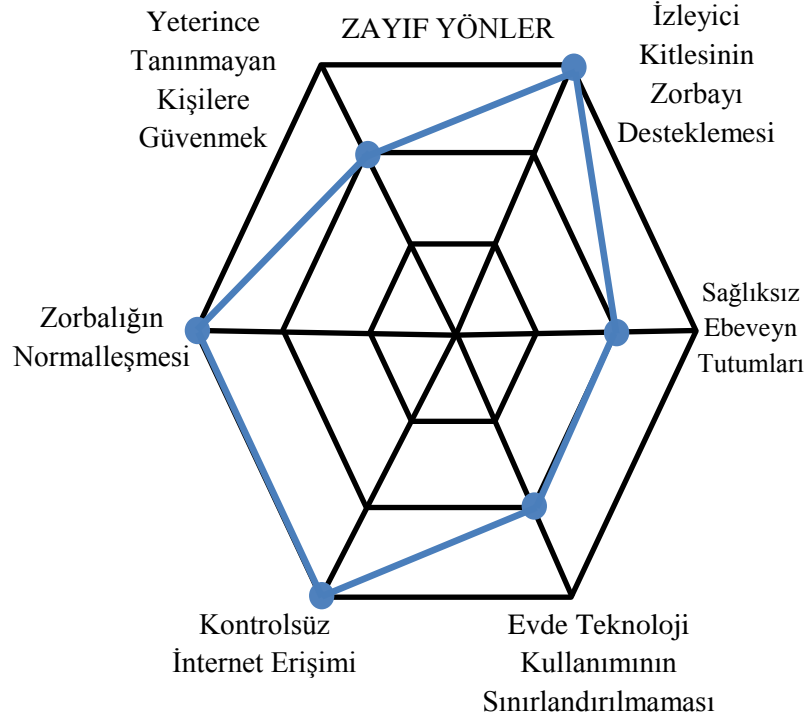 ZAYIF YÖNLER
Yeterince
Tanınmayan
Kişilere
Güvenmek
İzleyici
Kitlesinin
Zorbayı
Desteklemesi
Zorbalığın
Normalleşmesi
Sağlıksız
Ebeveyn
Tutumları
Kontrolsüz
İnternet Erişimi
Evde Teknoloji
Kullanımının
Sınırlandırılmaması